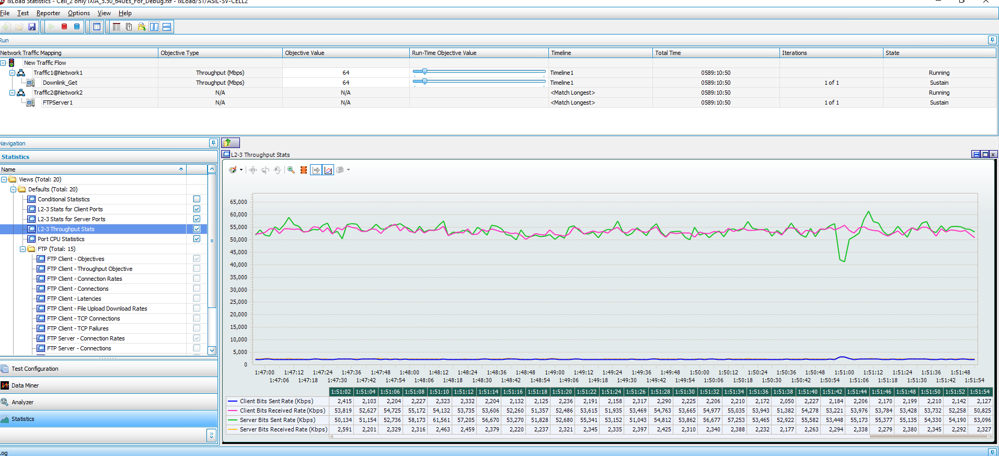 IxLoad Statistics - Cell_2 only IXIA_5.50_64UEs_For_Debug.rxf - IxLoad/ST/ASIL-SV-CELL2
File Test Reporter Options View Help
Run
Network Traffic Mapping Objective Type Objective Value Run-Time Objective Value Timeline Total Time Iterations State
New Traffic Flow
Traffic1@Network1 Throughput (Mbps) 64 Timeline1 0589:10:50 Running
Downlink_Get Throughput (Mbps) 64 Timeline1 0589:10:50 1 of 1 Sustain
Traffic2@Network2 N/A N/A <Match Longest> 0589:10:50 Running
FTPServer1 N/A N/A <Match Longest> 0589:10:50 1 of 1 Sustain
Navigation
Statistics
Name
Views (Total: 20)
Defaults (Total: 20)
Conditional Statistics
L2-3 Stats for Client Ports
L2-3 Stats for Server Ports
L2-3 Throughput Stats
Port CPU Statistics
FTP (Total: 15)
FTP Client - Objectives
FTP Client - Throughput Objective
FTP Client - Connection Rates
FTP Client - Connections
FTP Client - Latencies
FTP Client - File Upload Download Rates
FTP Client - TCP Connections
FTP Client - TCP Failures
FTP Server - Connection Rates
FTP Server - Connections
Test Configuration
Data Miner
Analyzer
Statistics
L2-3 Throughput Stats
65,000
60,000
55,000
50,000
45,000
40,000
35,000
30,000
25,000
20,000
15,000
10,000
5,000
0
1:47:00 1:47:12 1:47:24 1:47:36 1:47:48 1:48:00 1:48:12 1:48:24 1:48:36 1:48:48 1:49:00 1:49:12 1:49:24 1:49:36 1:49:48 1:50:00 1:50:12 1:50:24 1:50:36 1:50:48 1:51:00 1:51:12 1:51:24 1:51:36 1:51:48
1:47:06 1:47:18 1:47:30 1:47:42 1:47:54 1:48:06 1:48:18 1:48:30 1:48:42 1:48:54 1:49:06 1:49:18 1:49:30 1:49:42 1:49:54 1:50:06 1:50:18 1:50:30 1:50:42 1:50:54 1:51:06 1:51:18 1:51:30 1:51:42 1:51:54
1:51:02 1:51:04 1:51:06 1:51:08 1:51:10 1:51:12 1:51:14 1:51:16 1:51:18 1:51:20 1:51:22 1:51:24 1:51:26 1:51:28 1:51:30 1:51:32 1:51:34 1:51:36 1:51:38 1:51:40 1:51:42 1:51:44 1:51:46 1:51:48 1:51:50 1:51:52 1:51:54
Client Bits Sent Rate (Kbps) 2,415 2,103 2,204 2,227 2,323 2,332 2,204 2,132 2,125 2,236 2,191 2,158 2,317 2,290 2,225 2,206 2,210 2,172 2,050 2,227 2,184 2,206 2,170 2,199 2,210 2,142 2,127
Client Bits Received Rate (Kbps) 53,819 52,627 54,725 55,172 54,132 53,735 53,606 52,260 51,357 52,486 53,615 51,935 53,469 54,763 53,665 54,977 55,035 53,943 51,382 54,278 53,221 53,976 53,784 53,428 53,732 52,258 50,825
Server Bits Sent Rate (Kbps) 50,134 51,154 52,736 58,173 61,561 57,205 56,670 53,270 51,828 52,680 55,341 53,152 51,043 54,812 53,862 56,677 57,253 53,465 52,922 55,582 53,448 55,173 55,377 55,135 54,330 54,190 53,096
Server Bits Received Rate (Kbps) 2,591 2,201 2,329 2,316 2,463 2,459 2,379 2,220 2,237 2,321 2,345 2,335 2,397 2,425 2,310 2,340 2,388 2,232 2,177 2,263 2,294 2,338 2,279 2,380 2,345 2,292 2,327
Log